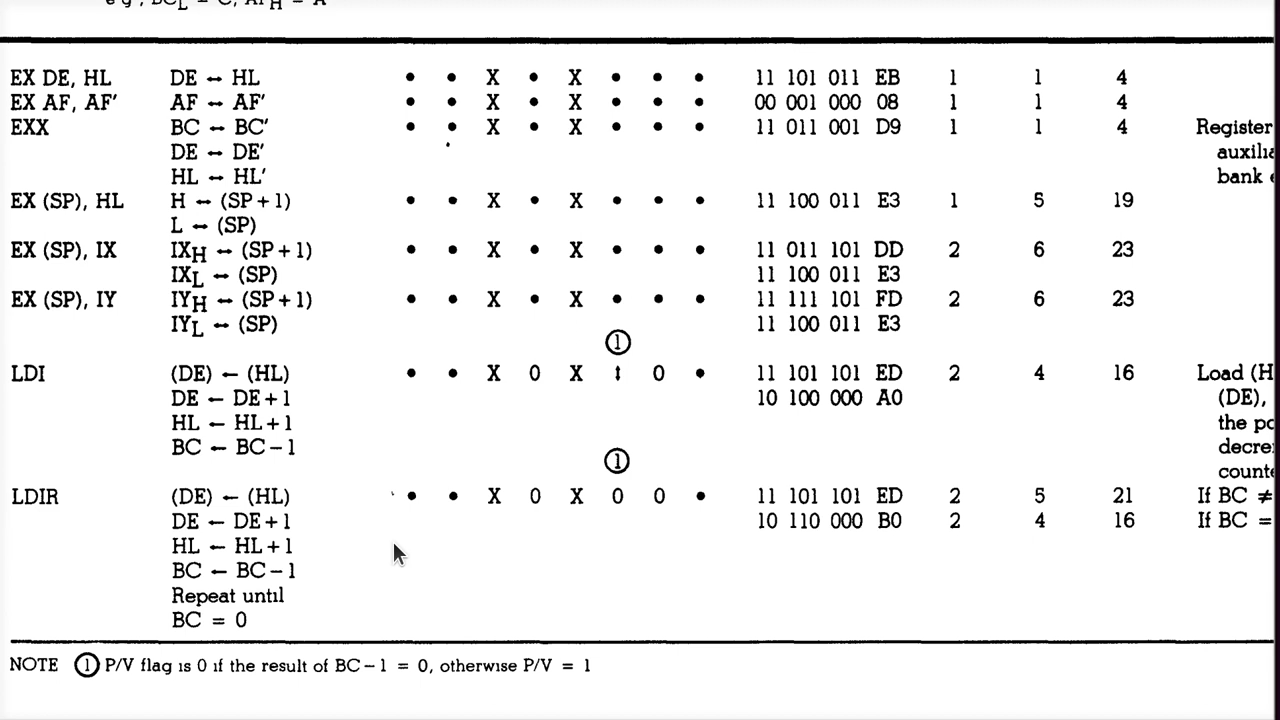 e g , BCL = C, AFH = A
EX DE, HL DE ↔ HL • • X • X • • • 11 101 011 EB 1 1 4
EX AF, AF′ AF ↔ AF′ • • X • X • • • 00 001 000 08 1 1 4
EXX BC ↔ BC′ • • X • X • • • 11 011 001 D9 1 1 4 Register
DE ↔ DE′
HL ↔ HL′ bank
EX (SP), HL H ↔ (SP+1) • • X • X • • • 11 100 011 E3 1 5 19
L ↔ (SP)
EX (SP), IX IXH ↔ (SP+1) • • X • X • • • 11 011 101 DD 2 6 23
IXL ↔ (SP) 11 100 011 E3
EX (SP), IY IYH ↔ (SP+1) • • X • X • • • 11 111 101 FD 2 6 23
IYL ↔ (SP) 11 100 011 E3
①
LDI (DE) ← (HL) • • X 0 X ↕ 0 • 11 101 101 ED 2 4 16 Load (H
DE ← DE+1 10 100 000 A0 (DE),
HL ← HL+1 the po
BC ← BC−1 decre
①
counte
LDIR (DE) ← (HL) • • X 0 X 0 0 • 11 101 101 ED 2 5 21 If BC ≠
DE ← DE+1 10 110 000 B0 2 4 16 If BC =
HL ← HL+1
BC ← BC−1
Repeat until
BC = 0
NOTE ① P/V flag is 0 if the result of BC−1 = 0, otherwise P/V = 1